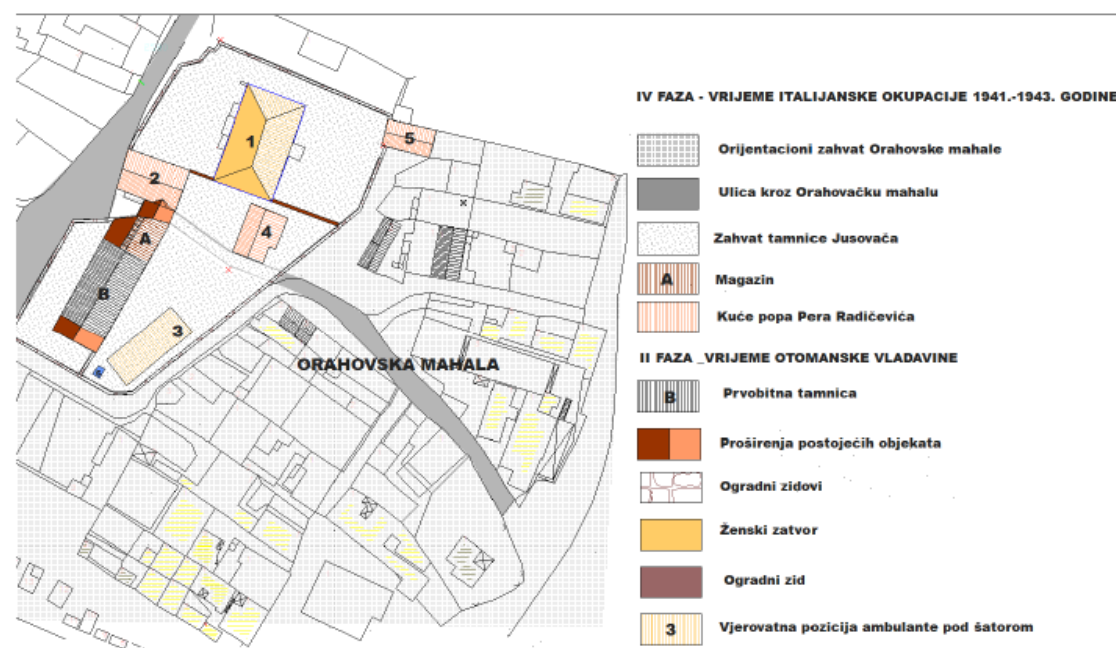 IV FAZA - VRIJEME ITALIJANSKE OKUPACIJE 1941.-1943. GODINE
Orijentacioni zahvat Orahovske mahale
Ulica kroz Orahovačku mahalu
Zahvat tamnice Jusovača
A Magazin
Kuće popa Pera Radičevića
II FAZA _VRIJEME OTOMANSKE VLADAVINE
B Prvobitna tamnica
Proširenja postojećih objekata
Ogradni zidovi
Ženski zatvor
Ogradni zid
3 Vjerovatna pozicija ambulante pod šatorom
1
5
2
4
A
B
3
ORAHOVSKA MAHALA